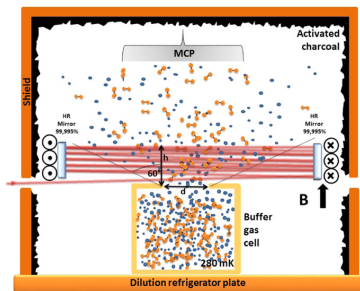 Activated
charcoal
MCP
Shield
HR
Mirror
99,995%
HR
Mirror
99,995%
h
60°
d
B
Buffer
gas
cell
280 mK
Dilution refrigerator plate